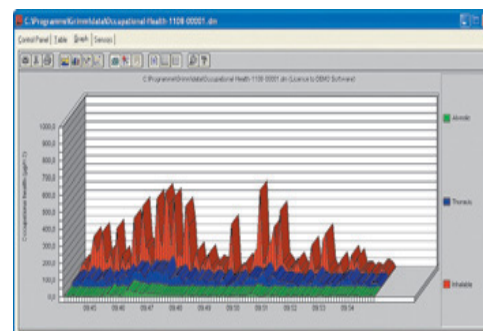 C:\Programme\Grimm\data\Occupational-Health-1108-00001.dm
Control Panel Table Graph Service
C:\Programme\Grimm\data\Occupational-Health-1108-00001.dm (Licence to DEMO Software)
1000,0
900,0
800,0
700,0
600,0
500,0
400,0
300,0
200,0
100,0
0,0
Alveolic
Thoracic
Inhalable
09:45 09:46 09:47 09:48 09:49 09:50 09:51 09:52 09:53 09:54